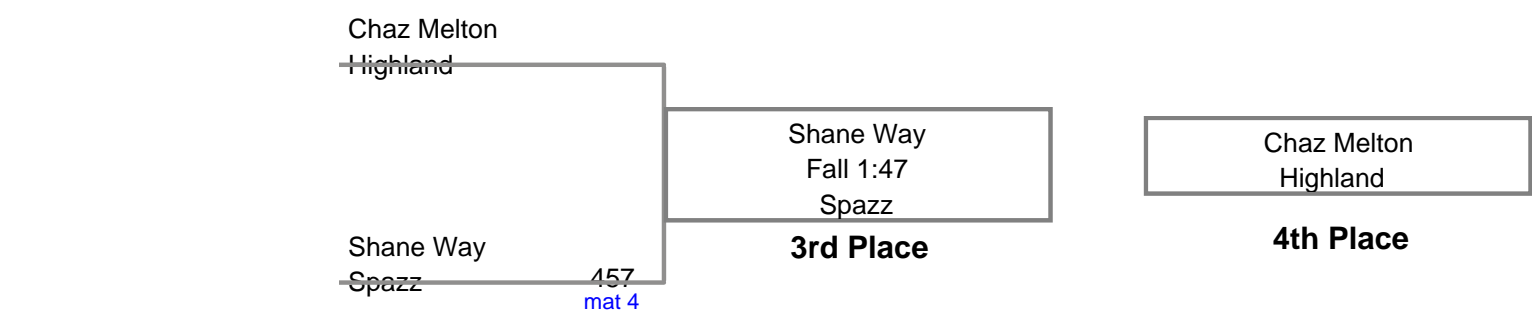 Chaz Melton
Highland
Shane Way
Fall 1:47
Spazz
3rd Place
Chaz Melton
Highland
4th Place
Shane Way
Spazz
457
mat 4